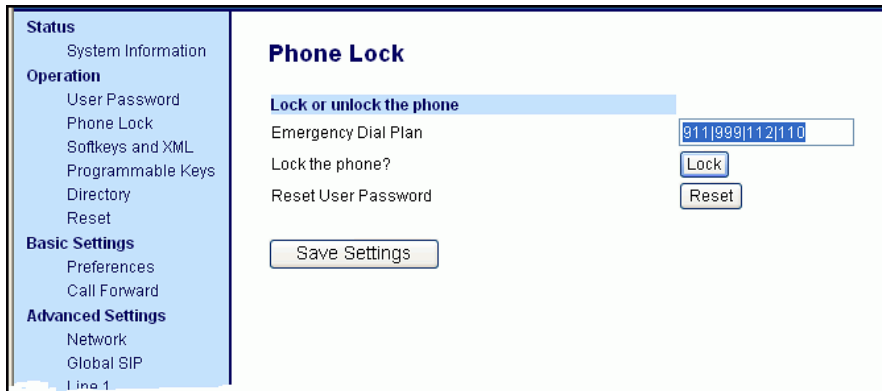 Status
System Information
Operation
User Password
Phone Lock
Softkeys and XML
Programmable Keys
Directory
Reset
Basic Settings
Preferences
Call Forward
Advanced Settings
Network
Global SIP
Line 1
Phone Lock
Lock or unlock the phone
Emergency Dial Plan 911|999|112|110
Lock the phone? Lock
Reset User Password Reset
Save Settings